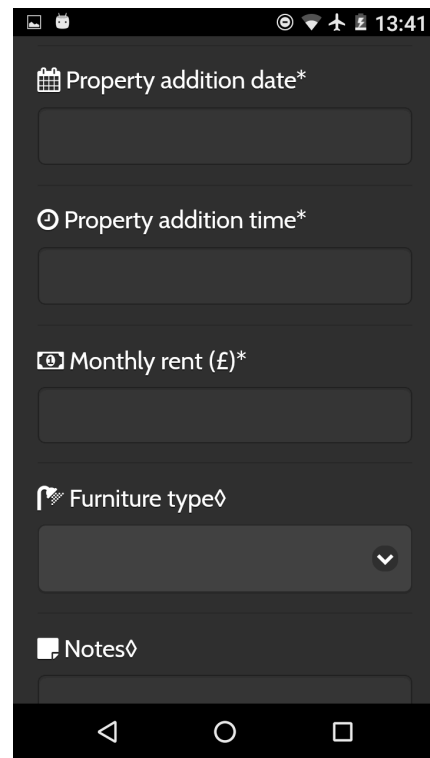 13:41
Property addition date*
Property addition time*
Monthly rent (£)*
Furniture type◊
Notes◊